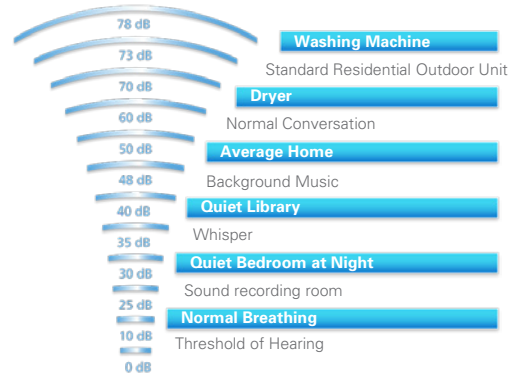 78 dB
Washing Machine
73 dB
Standard Residential Outdoor Unit
70 dB
Dryer
60 dB
Normal Conversation
50 dB
Average Home
48 dB
Background Music
40 dB
Quiet Library
35 dB
Whisper
30 dB
Quiet Bedroom at Night
25 dB
Sound recording room
10 dB
Normal Breathing
0 dB
Threshold of Hearing